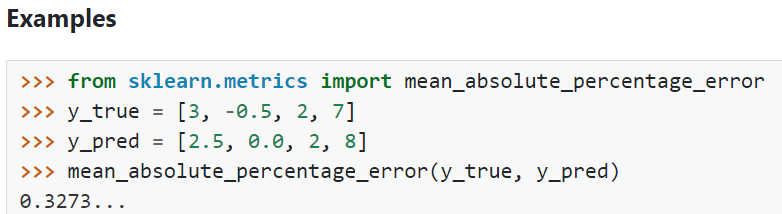 Examples
>>> from sklearn.metrics import mean_absolute_percentage_error
>>> y_true = [3, -0.5, 2, 7]
>>> y_pred = [2.5, 0.0, 2, 8]
>>> mean_absolute_percentage_error(y_true, y_pred)
0.3273...